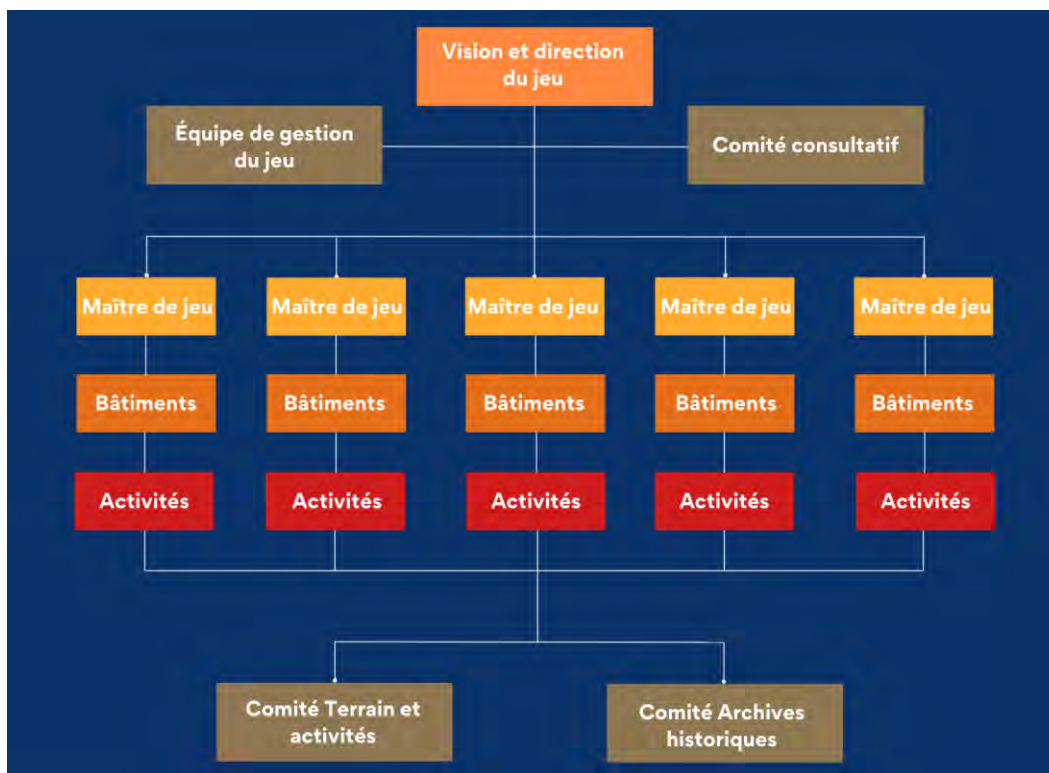 Vision et direction
du jeu
Équipe de gestion
du jeu
Comité consultatif
Maître de jeu
Maître de jeu
Maître de jeu
Maître de jeu
Maître de jeu
Bâtiments
Bâtiments
Bâtiments
Bâtiments
Bâtiments
Activités
Activités
Activités
Activités
Activités
Comité Terrain et
activités
Comité Archives
historiques